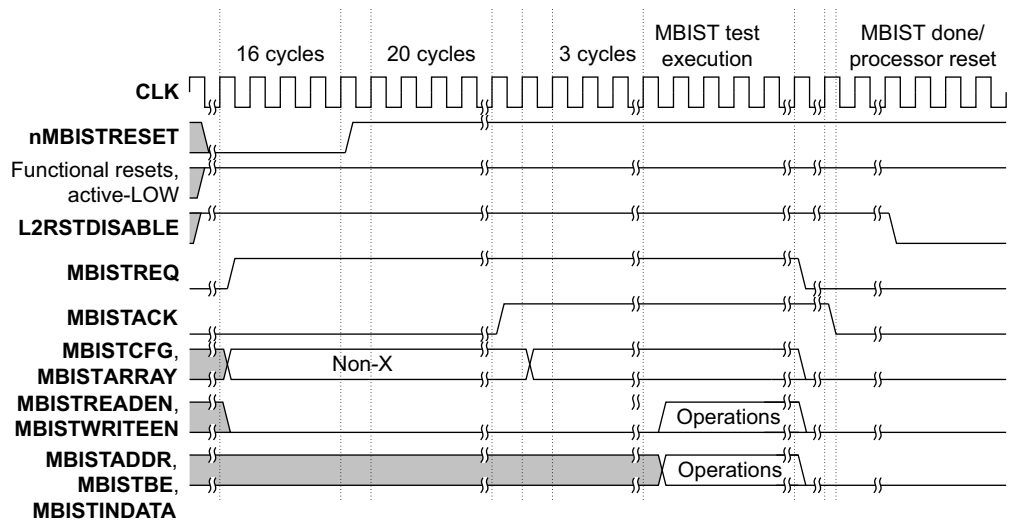 16 cycles
20 cycles
3 cycles
MBIST test
execution
MBIST done/
processor reset
CLK
nMBISTRESET
Functional resets,
active-LOW
L2RSTDISABLE
MBISTREQ
MBISTACK
MBISTCFG,
MBISTARRAY
Non-X
MBISTREADEN,
MBISTWRITEEN
Operations
MBISTADDR,
MBISTBE,
MBISTINDATA
Operations